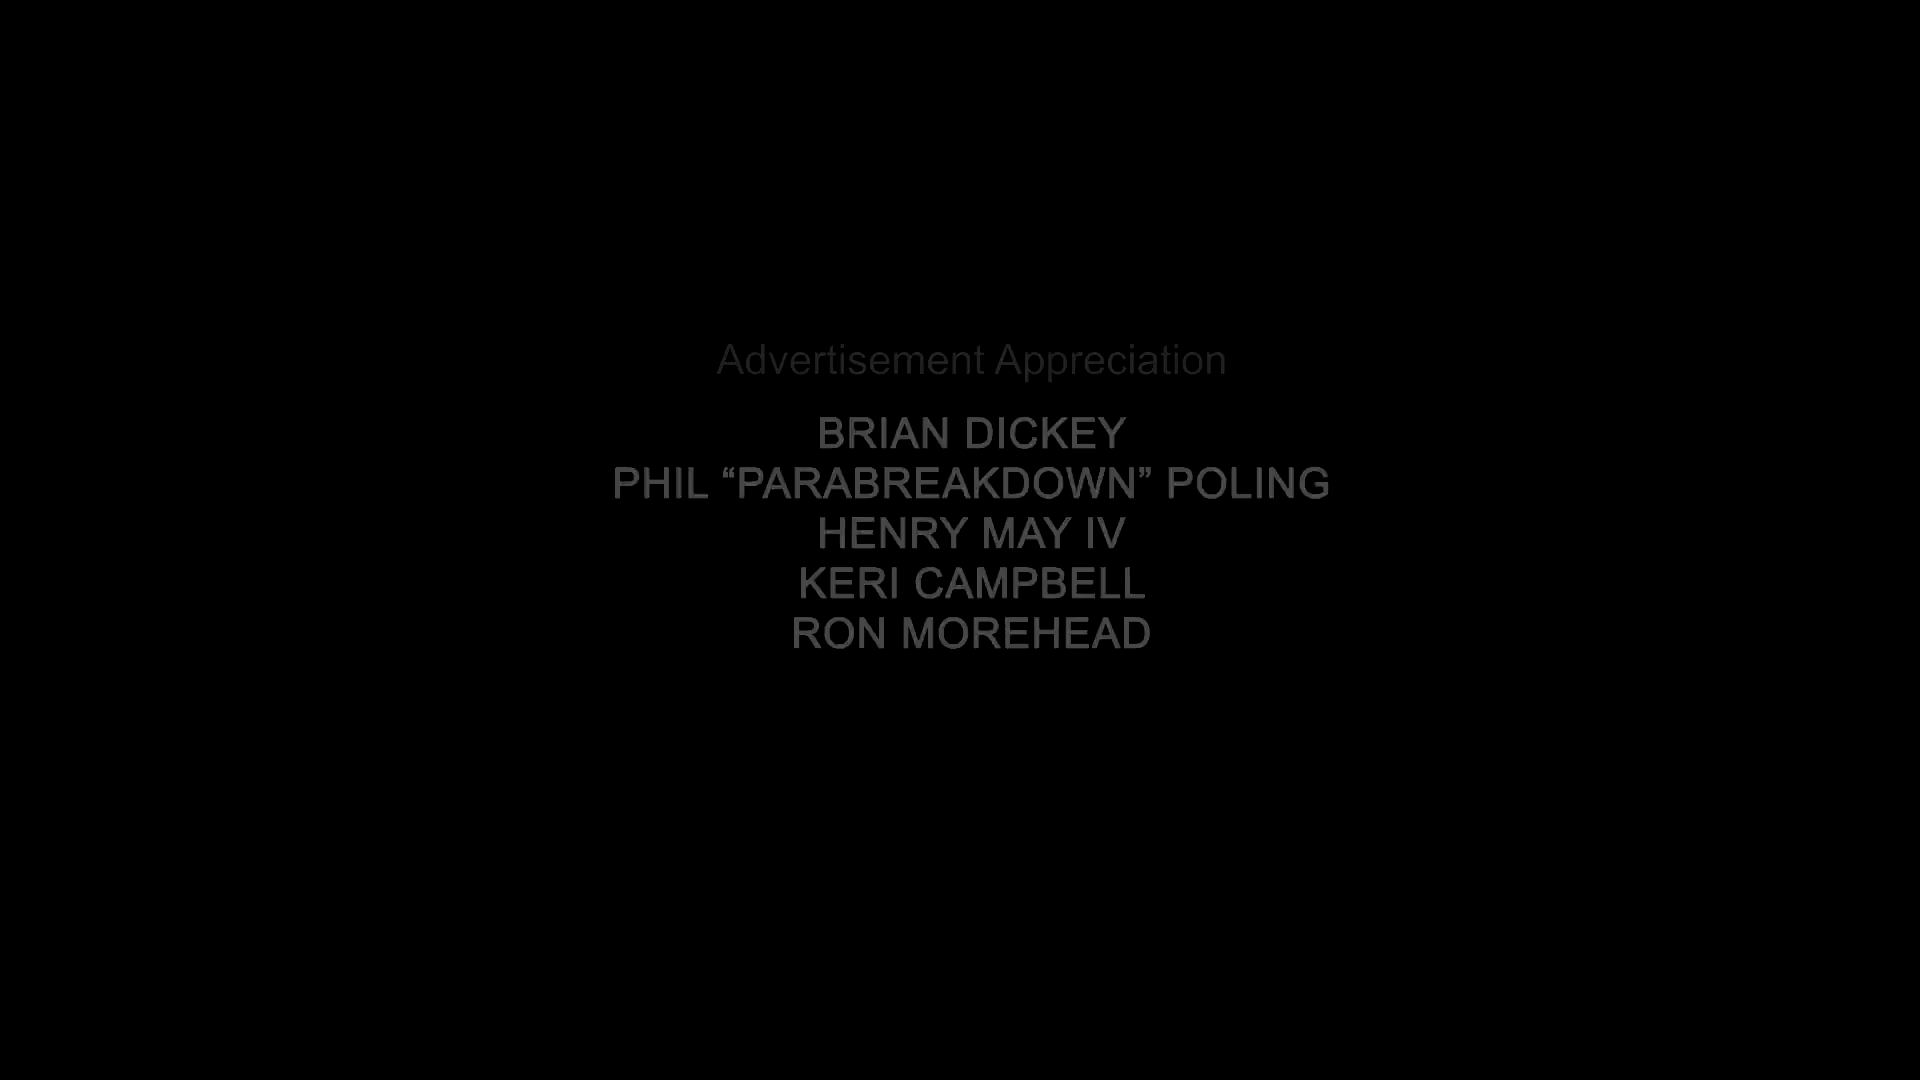 Advertisement Appreciation
BRIAN DICKEY
PHIL “PARABREAKDOWN” POLING
HENRY MAY IV
KERI CAMPBELL
RON MOREHEAD